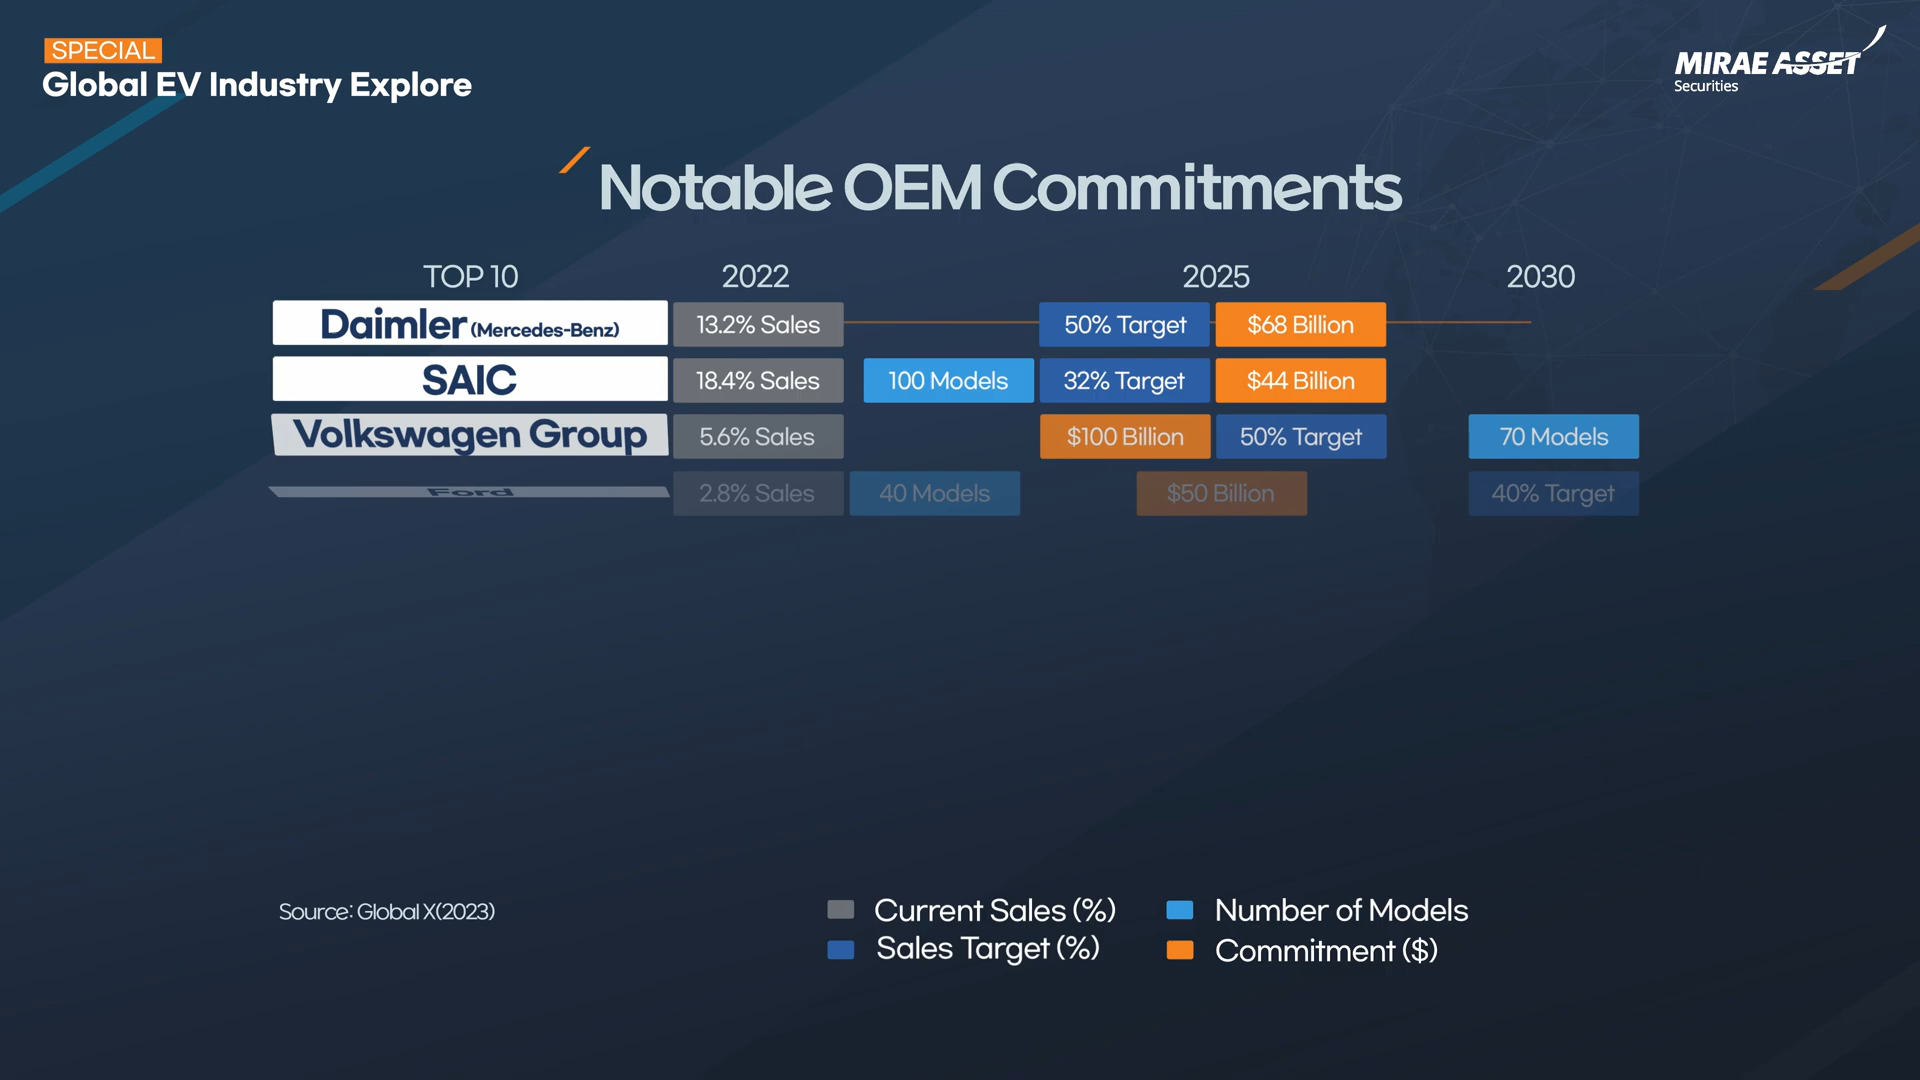 SPECIAL
Global EV Industry Explore
MIRAE ASSET
Securities
Notable OEM Commitments
TOP 10 2022 2025 2030
Daimler (Mercedes-Benz) 13.2% Sales 50% Target $68 Billion
SAIC 18.4% Sales 100 Models 32% Target $44 Billion
Volkswagen Group 5.6% Sales $100 Billion 50% Target 70 Models
Ford 2.8% Sales 40 Models $50 Billion 40% Target
Source: Global X(2023)
Current Sales (%) Number of Models
Sales Target (%) Commitment ($)